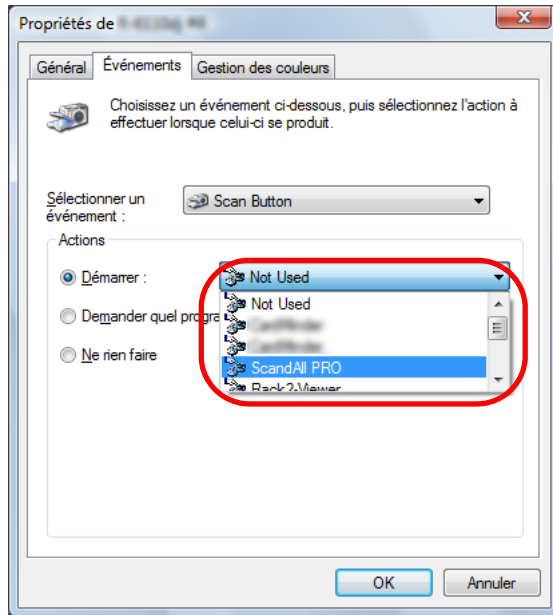 Propriétés de
Général Événements Gestion des couleurs
Choisissez un événement ci-dessous, puis sélectionnez l'action à
effectuer lorsque celui-ci se produit.
Sélectionner un
événement :
Scan Button
Actions
Démarrer :
Not Used
Not Used
Demander quel progra
Ne rien faire
ScandAll PRO
Rack2-Viewer
OK Annuler